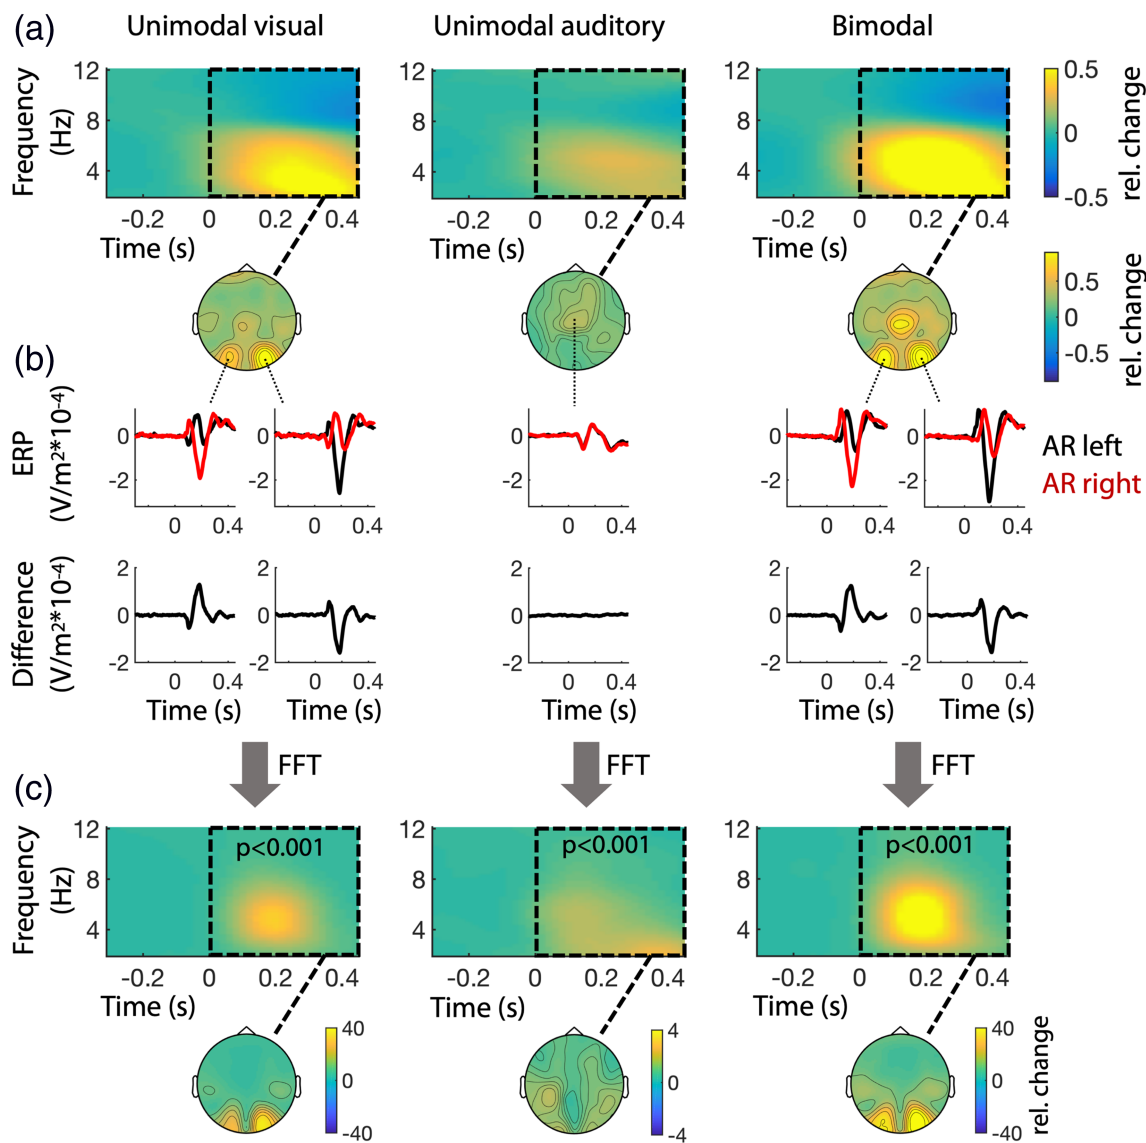 (a)
Unimodal visual Unimodal auditory Bimodal
Frequency (Hz)
12 8 4
12 8 4
12 8 4
0.5 0 -0.5
rel. change
-0.2 0 0.2 0.4
-0.2 0 0.2 0.4
-0.2 0 0.2 0.4
Time (s) Time (s) Time (s)
0.5 0 -0.5
rel. change
(b)
ERP
(V/m²*10⁻⁴)
0 -2
0 -2
0 -2
0 -2
0 -2
AR left
AR right
0 0.4
0 0.4
0 0.4
0 0.4
0 0.4
Difference
(V/m²*10⁻⁴)
2 0 -2
2 0 -2
2 0 -2
2 0 -2
2 0 -2
0 0.4
0 0.4
0 0.4
0 0.4
0 0.4
Time (s) Time (s) Time (s) Time (s) Time (s)
FFT FFT FFT
(c)
Frequency (Hz)
12 8 4
12 8 4
12 8 4
p<0.001 p<0.001 p<0.001
-0.2 0 0.2 0.4
-0.2 0 0.2 0.4
-0.2 0 0.2 0.4
Time (s) Time (s) Time (s)
40 0 -40
4 0 -4
40 0 -40
rel. change